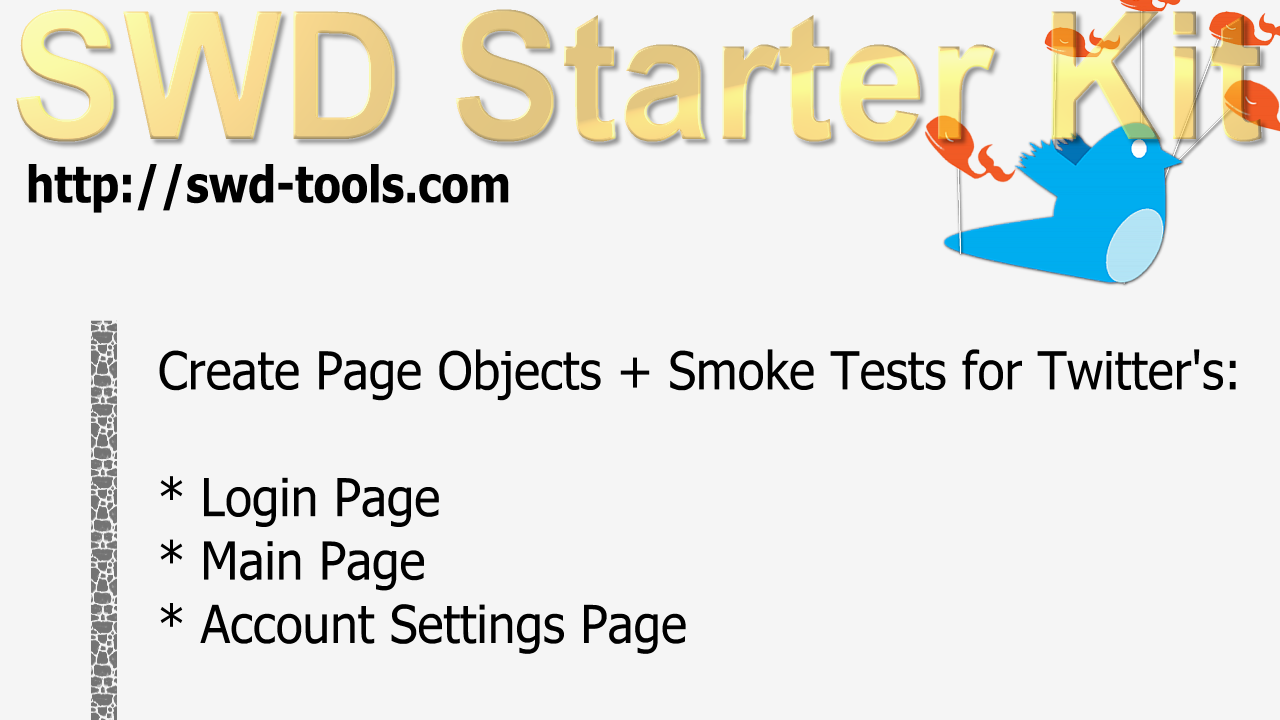 SWD Starter Kit
http://swd-tools.com
Create Page Objects + Smoke Tests for Twitter's:
* Login Page
* Main Page
* Account Settings Page